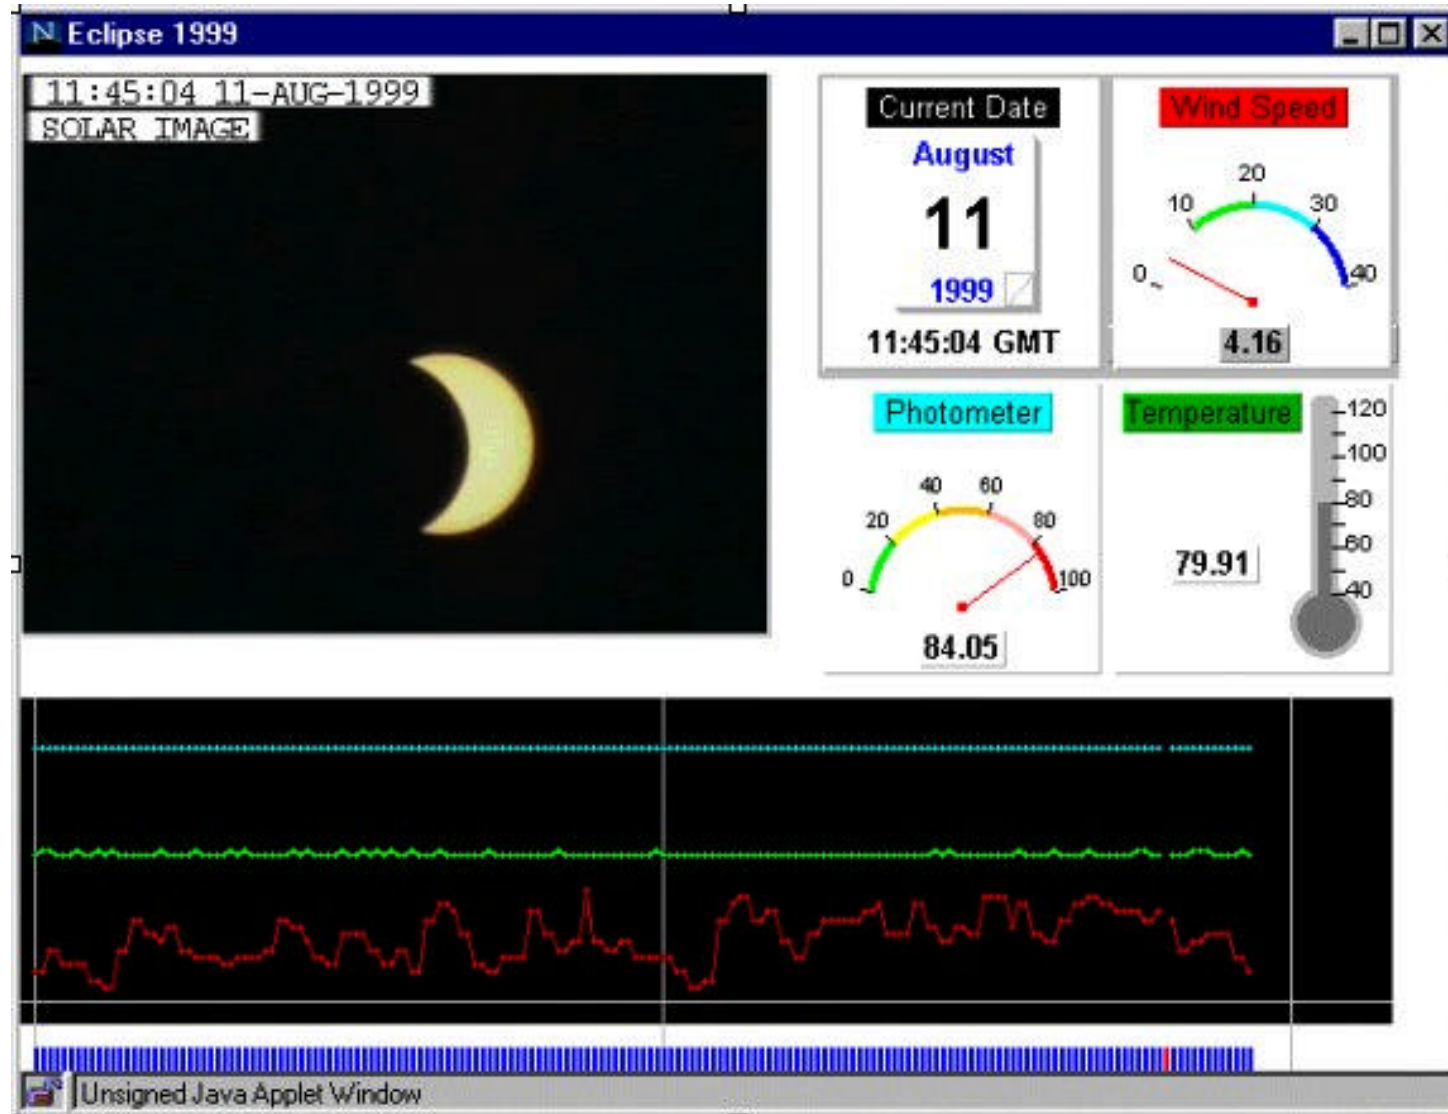 N Eclipse 1999
11:45:04 11-AUG-1999
SOLAR IMAGE
Current Date
August
11
1999
11:45:04 GMT
Wind Speed
0 10 20 30 40
4.16
Photometer
0 20 40 60 80 100
84.05
Temperature
120
100
80
60
40
79.91
Unsigned Java Applet Window